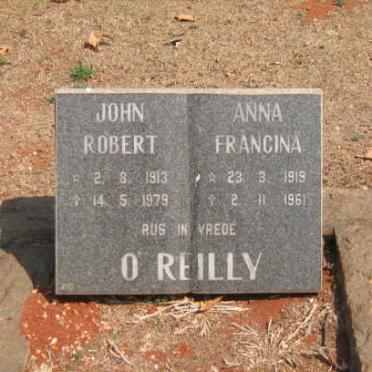 JOHN ANNA
ROBERT FRANCINA
☆ 2. 8. 1913 ☆ 23. 3. 1919
✝ 14. 5. 1979 ✝ 2. 11. 1961
RUS IN VREDE
O'REILLY